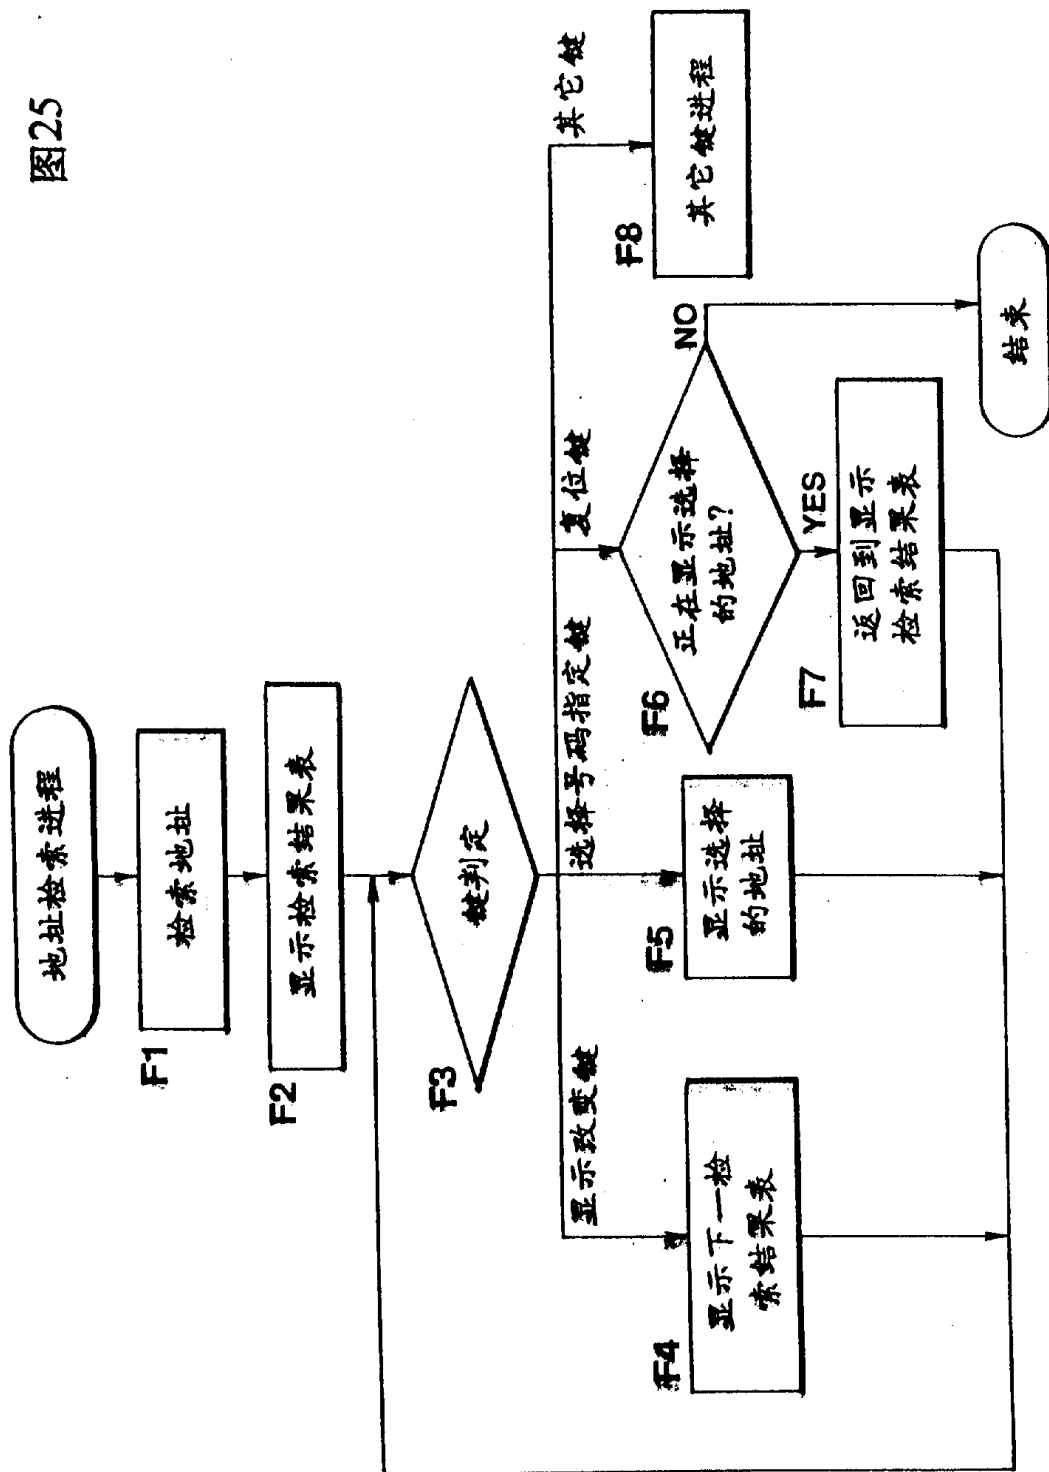 图25
地址检索进程
F1
检索地址
F2
显示检索结果表
F3
键判定
显示改变键
选择号码指定键
复位键
其它键
F4
显示下一检
索结果表
F5
显示选择
的地址
F6
正在显示选择
的地址?
NO
YES
F7
返回到显示
检索结果表
F8
其它键进程
结束